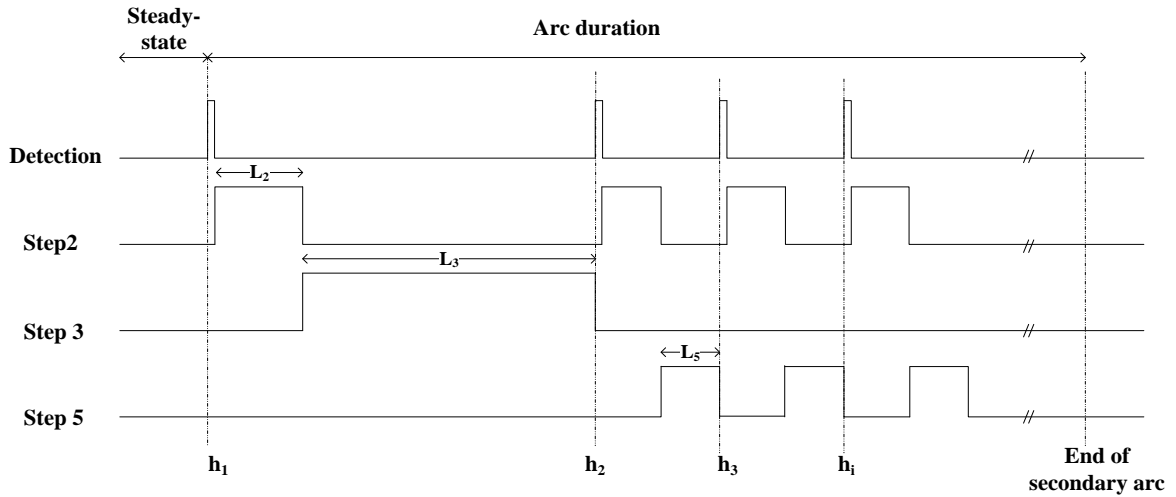 Steady-
state
Arc duration
Detection
L₂
Step2
L₃
Step 3
L₅
Step 5
h₁
h₂
h₃
hᵢ
End of
secondary arc